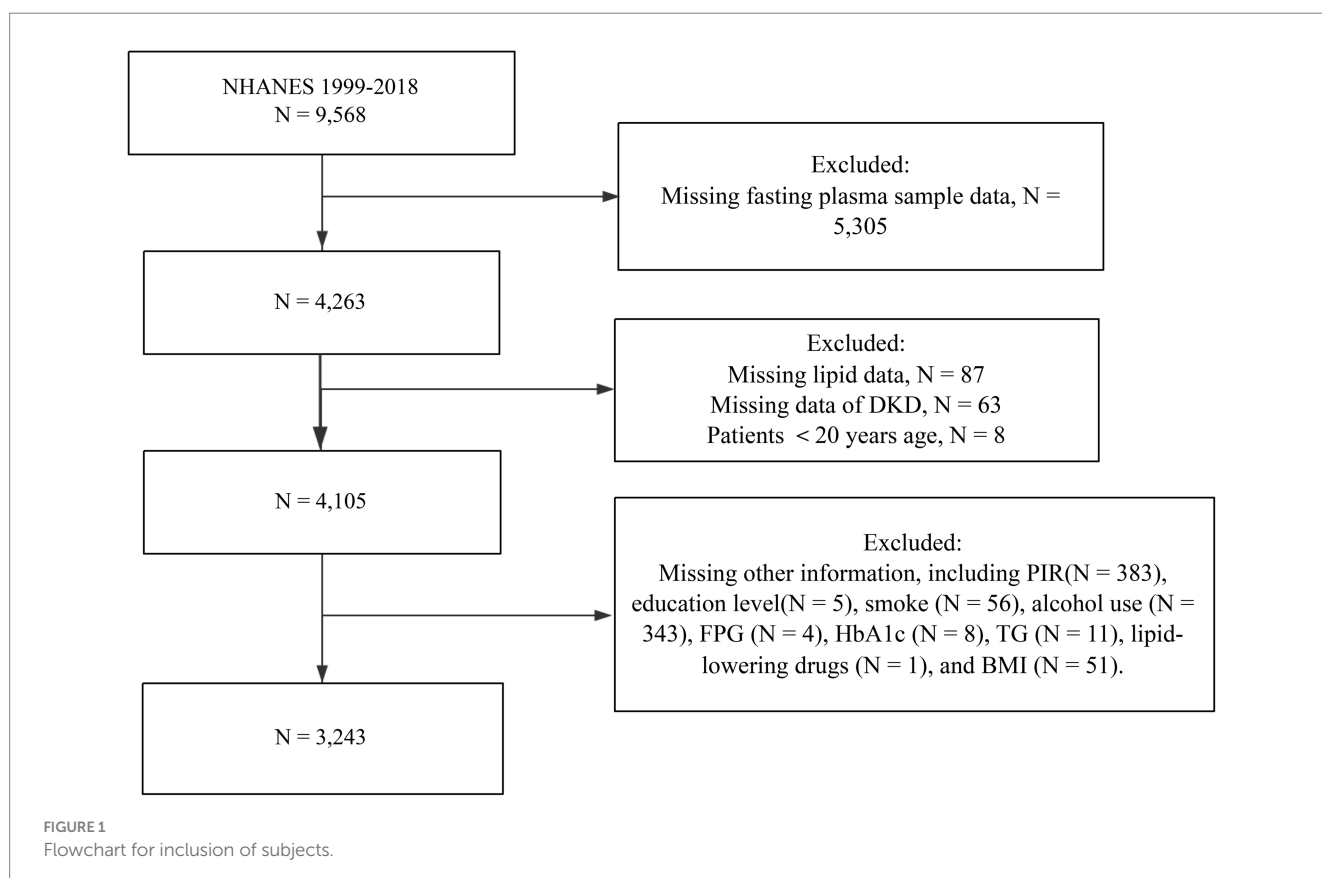 NHANES 1999-2018
N = 9,568
Excluded:
Missing fasting plasma sample data, N =
5,305
N = 4,263
Excluded:
Missing lipid data, N = 87
Missing data of DKD, N = 63
Patients < 20 years age, N = 8
N = 4,105
Excluded:
Missing other information, including PIR(N = 383),
education level(N = 5), smoke (N = 56), alcohol use (N =
343), FPG (N = 4), HbA1c (N = 8), TG (N = 11), lipid-
lowering drugs (N = 1), and BMI (N = 51).
N = 3,243
FIGURE 1
Flowchart for inclusion of subjects.